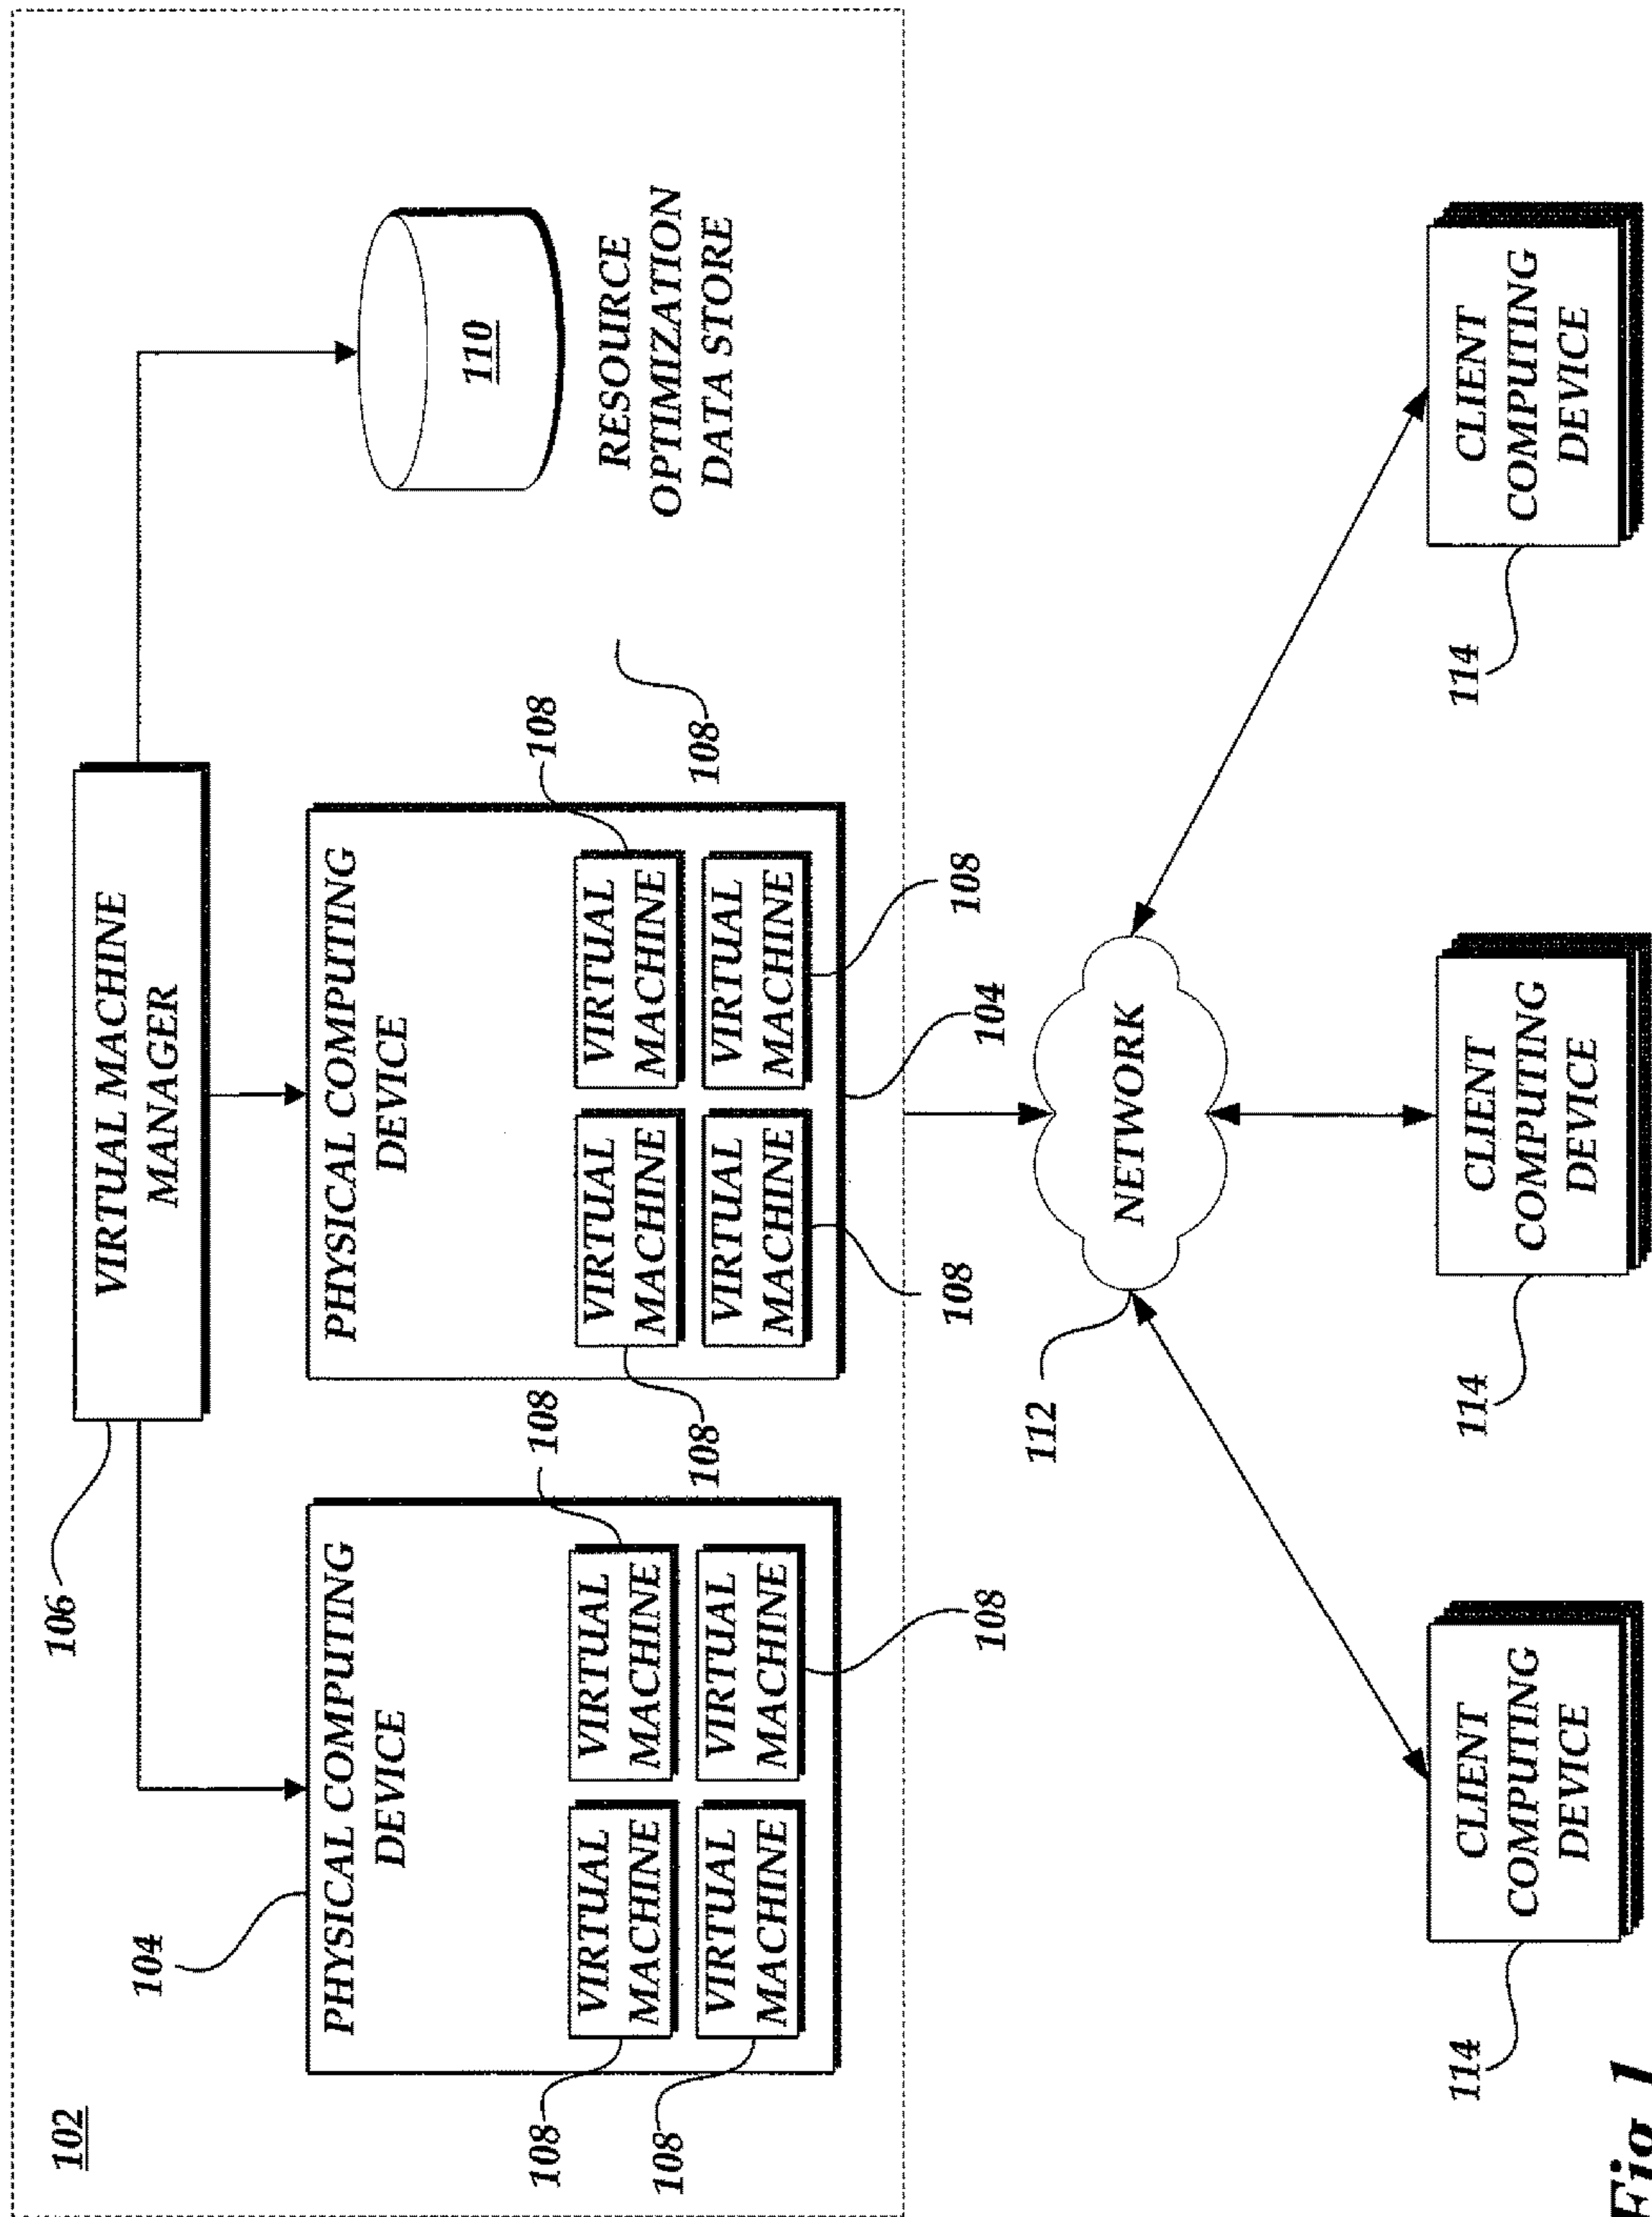 102
106
VIRTUAL MACHINE
MANAGER
104
PHYSICAL COMPUTING
DEVICE
VIRTUAL
MACHINE
VIRTUAL
MACHINE
VIRTUAL
MACHINE
VIRTUAL
MACHINE
108
108
108
108
PHYSICAL COMPUTING
DEVICE
VIRTUAL
MACHINE
VIRTUAL
MACHINE
VIRTUAL
MACHINE
VIRTUAL
MACHINE
108
108
108
108
104
108
110
RESOURCE
OPTIMIZATION
DATA STORE
112
NETWORK
114
CLIENT
COMPUTING
DEVICE
114
CLIENT
COMPUTING
DEVICE
114
CLIENT
COMPUTING
DEVICE
Fig. 1